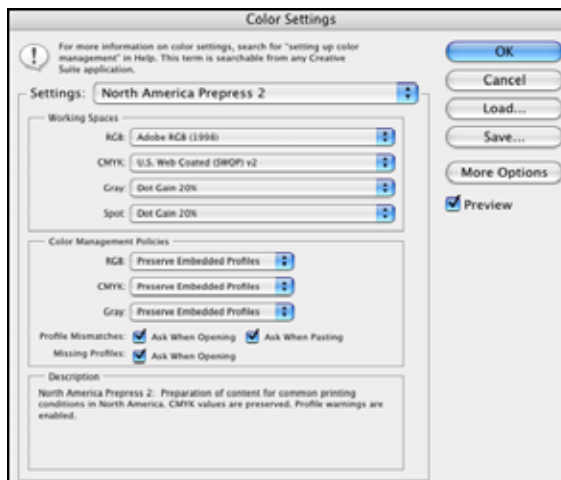 Color Settings
For more information on color settings, search for "setting up color
management" in Help. This term is searchable from any Creative
Suite application.
Settings: North America Prepress 2
Working Spaces
RGB: Adobe RGB (1998)
CMYK: U.S. Web Coated (SWOP) v2
Gray: Dot Gain 20%
Spot: Dot Gain 20%
Color Management Policies
RGB: Preserve Embedded Profiles
CMYK: Preserve Embedded Profiles
Gray: Preserve Embedded Profiles
Profile Mismatches: Ask When Opening Ask When Pasting
Missing Profiles: Ask When Opening
Description
North America Prepress 2: Preparation of content for common printing
conditions in North America. CMYK values are preserved. Profile warnings are
enabled.
OK
Cancel
Load...
Save...
More Options
Preview